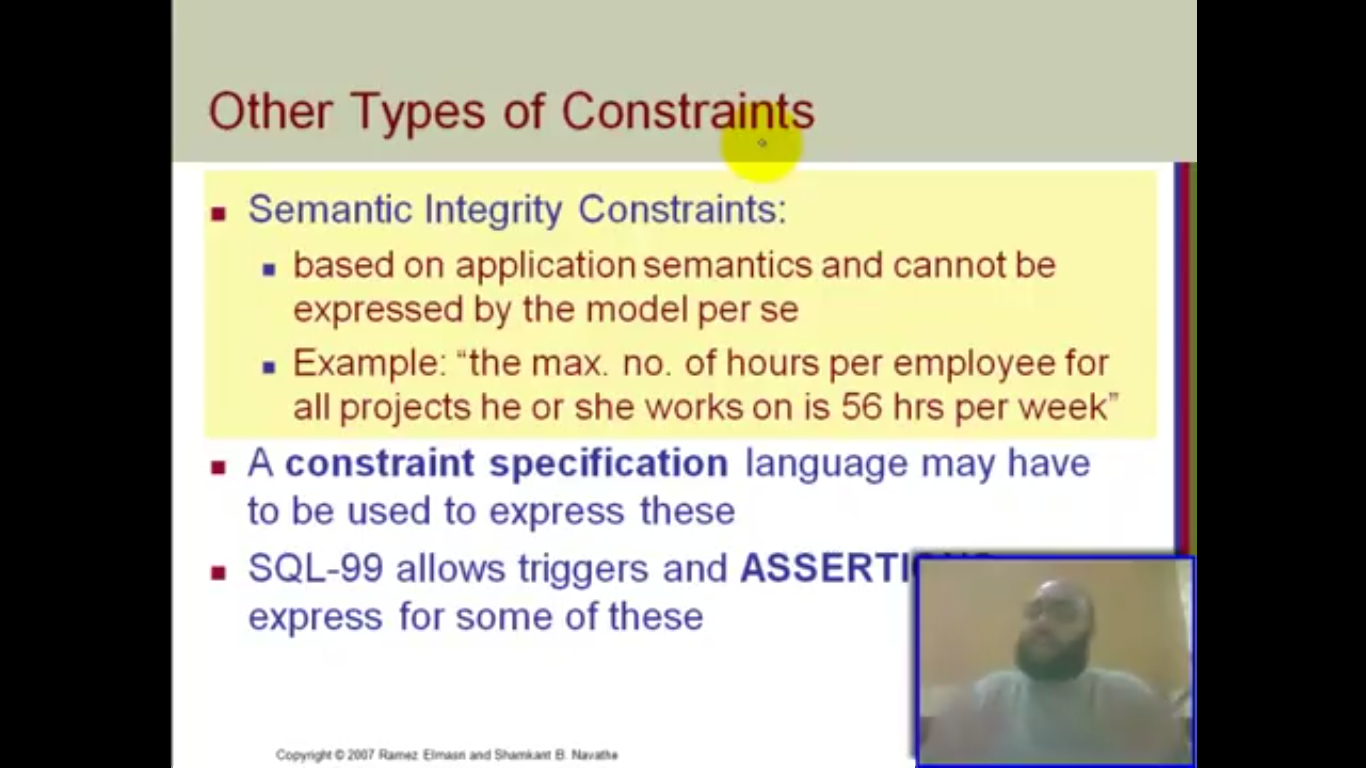 Other Types of Constraints
Semantic Integrity Constraints:
based on application semantics and cannot be
expressed by the model per se
Example: “the max. no. of hours per employee for
all projects he or she works on is 56 hrs per week”
A constraint specification language may have
to be used to express these
SQL-99 allows triggers and
express for some of these
Copyright © 2007 Ramez Elmasri and Shamkant B. Navathe